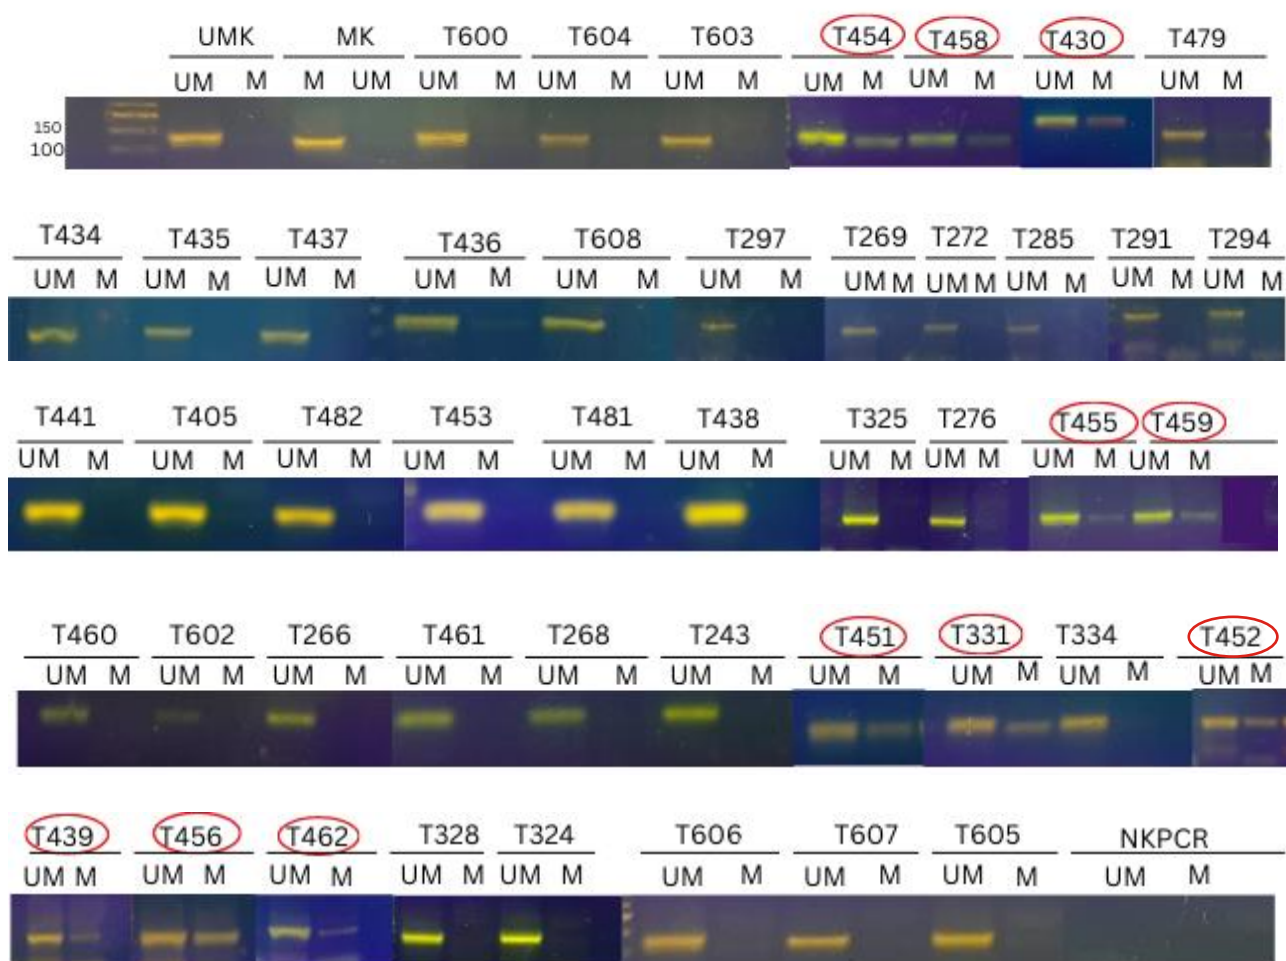 UMK MK T600 T604 T603 T454 T458 T430 T479
UM M M UM UM M UM M UM M UM M UM M UM M UM M
150
100
T434 T435 T437 T436 T608 T297 T269 T272 T285 T291 T294
UM M UM M UM M UM M UM M UM M UM M UM M UM M UM M UM M
T441 T405 T482 T453 T481 T438 T325 T276 T455 T459
UM M UM M UM M UM M UM M UM M UM M UM M UM M UM M
T460 T602 T266 T461 T268 T243 T451 T331 T334 T452
UM M UM M UM M UM M UM M UM M UM M UM M UM M UM M
T439 T456 T462 T328 T324 T606 T607 T605 NKPCR
UM M UM M UM M UM M UM M UM M UM M UM M UM M